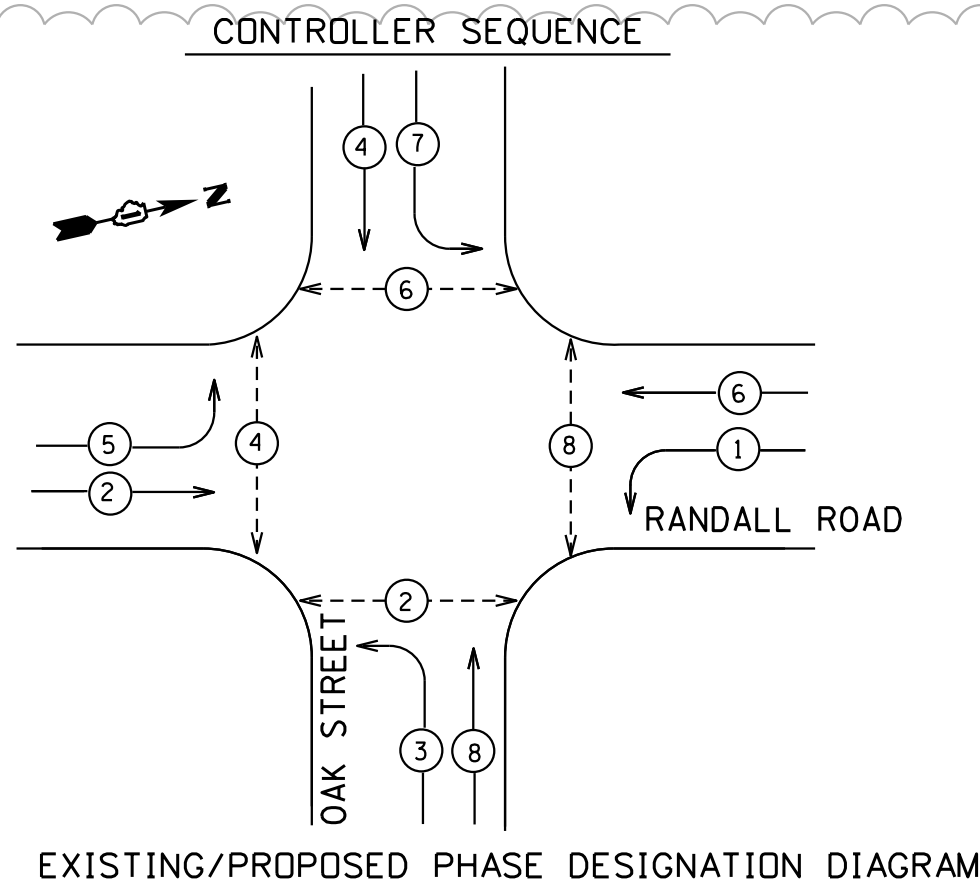 CONTROLLER SEQUENCE
4 7
N
6
6
5 4 8 1
2
RANDALL ROAD
2
OAK STREET
3 8
EXISTING/PROPOSED PHASE DESIGNATION DIAGRAM